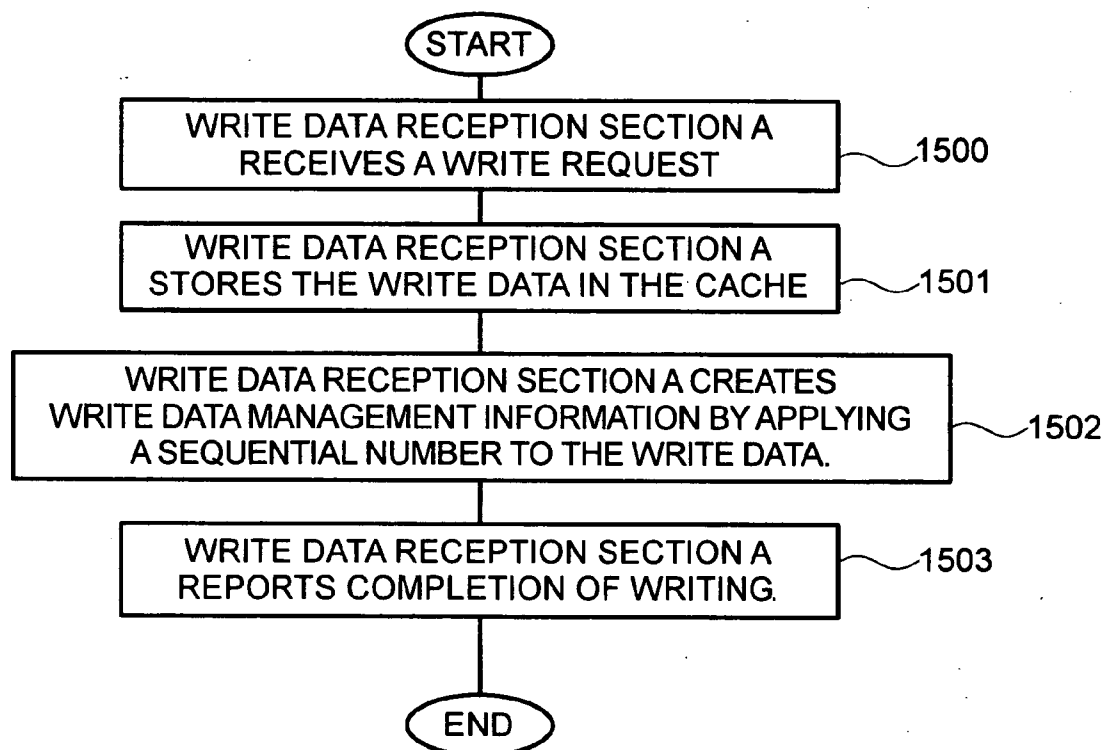 START
WRITE DATA RECEPTION SECTION A
RECEIVES A WRITE REQUEST
1500
WRITE DATA RECEPTION SECTION A
STORES THE WRITE DATA IN THE CACHE
1501
WRITE DATA RECEPTION SECTION A CREATES
WRITE DATA MANAGEMENT INFORMATION BY APPLYING
A SEQUENTIAL NUMBER TO THE WRITE DATA.
1502
WRITE DATA RECEPTION SECTION A
REPORTS COMPLETION OF WRITING.
1503
END